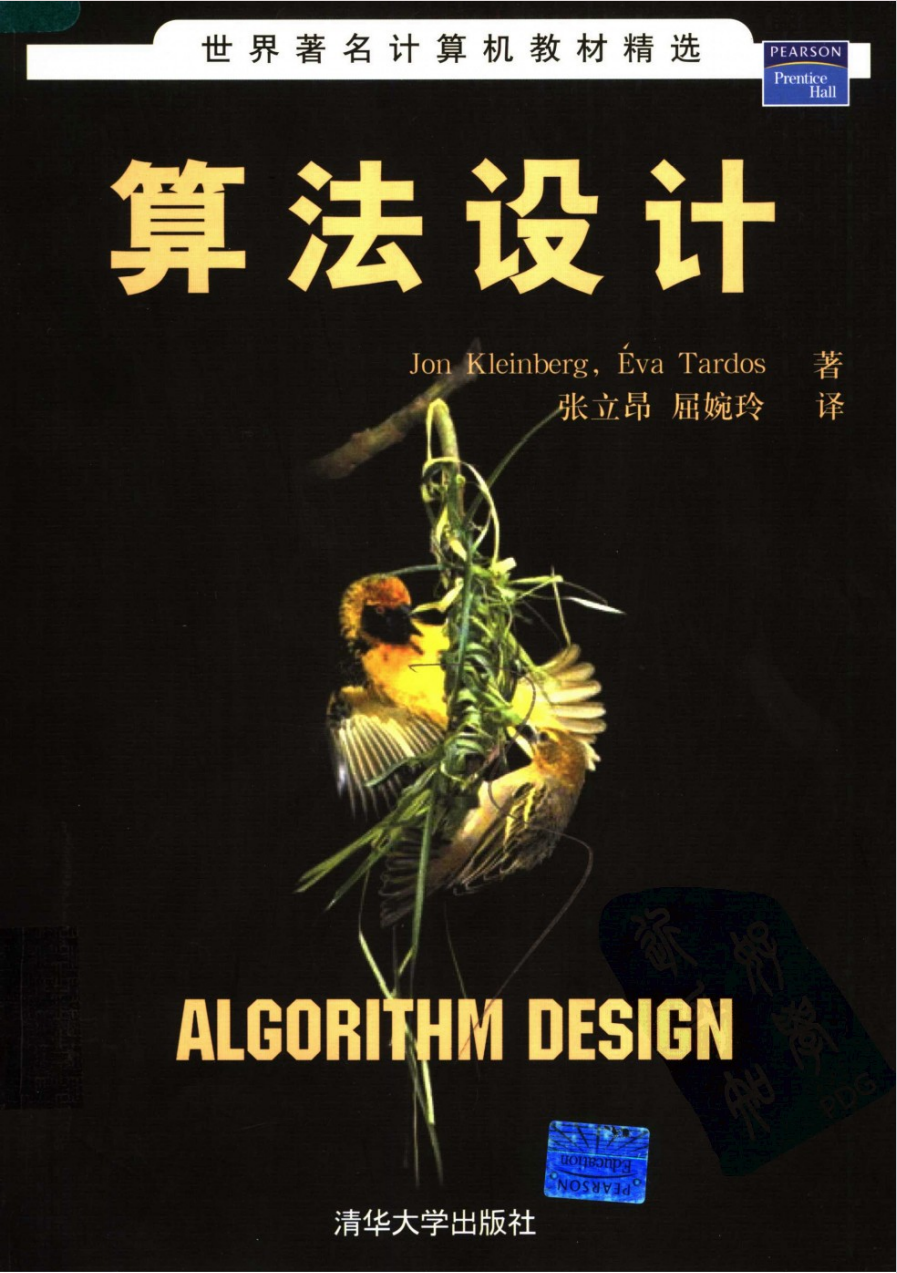 世界著名计算机教材精选
PEARSON
Prentice
Hall
算法设计
Jon Kleinberg, Éva Tardos 著
张立昂 屈婉玲 译
ALGORITHM DESIGN
PDG
PEARSON
Education
清华大学出版社